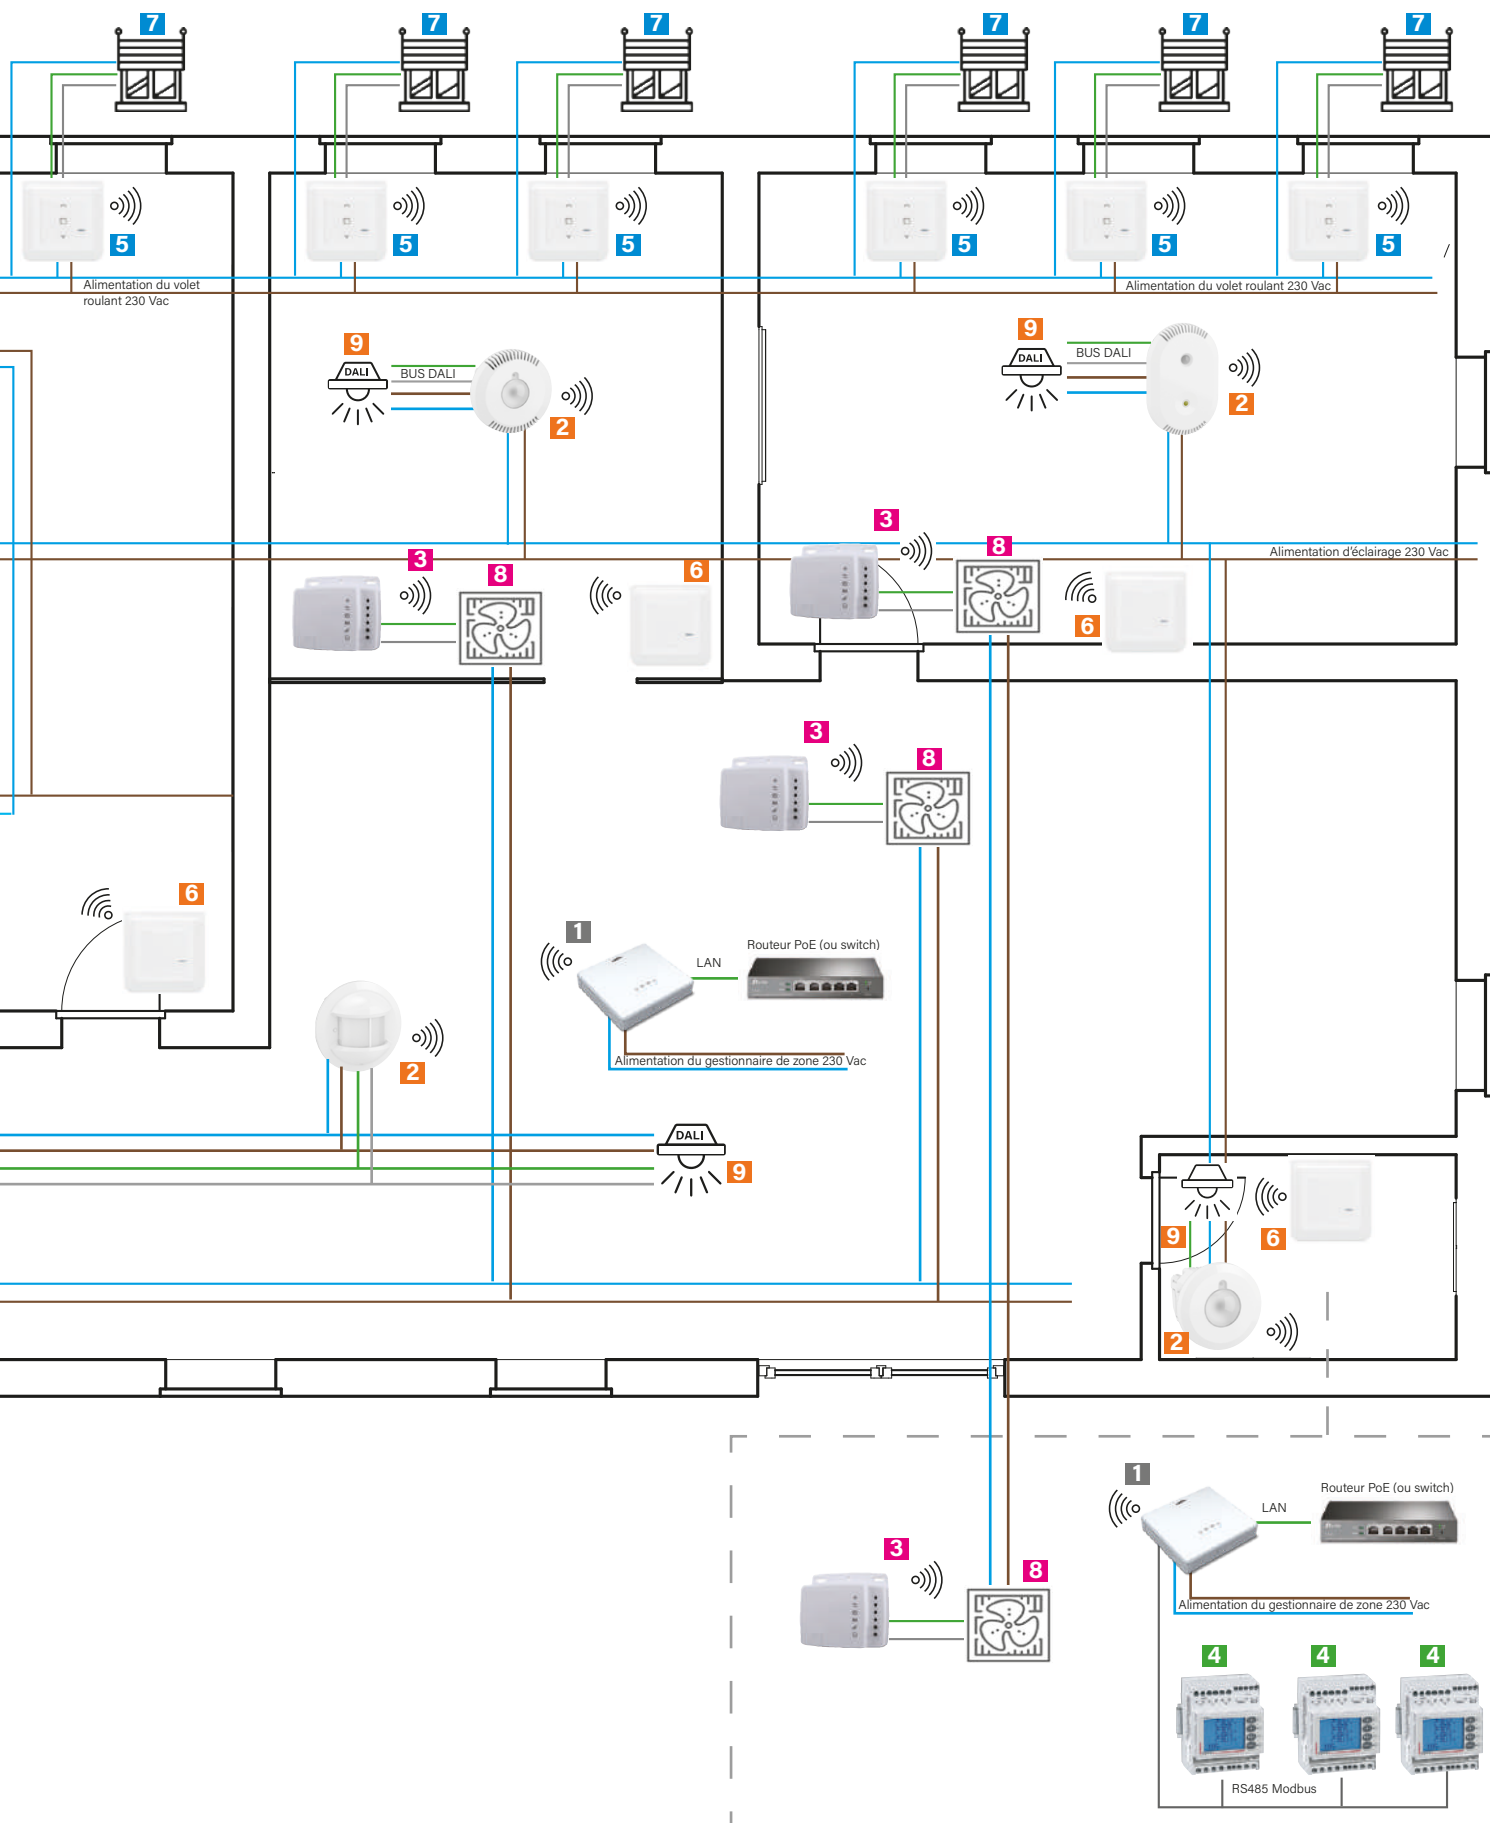 7
7
7
7
7
7
5
5
5
5
5
5
Alimentation du volet
roulant 230 Vac
Alimentation du volet roulant 230 Vac
9
DALI
BUS DALI
2
9
DALI
BUS DALI
2
3
8
Alimentation d'éclairage 230 Vac
3
8
6
6
3
8
6
1
LAN
Routeur PoE (ou switch)
Alimentation du gestionnaire de zone 230 Vac
2
DALI
9
9
6
2
1
LAN
Routeur PoE (ou switch)
Alimentation du gestionnaire de zone 230 Vac
3
8
4
4
4
RS485 Modbus